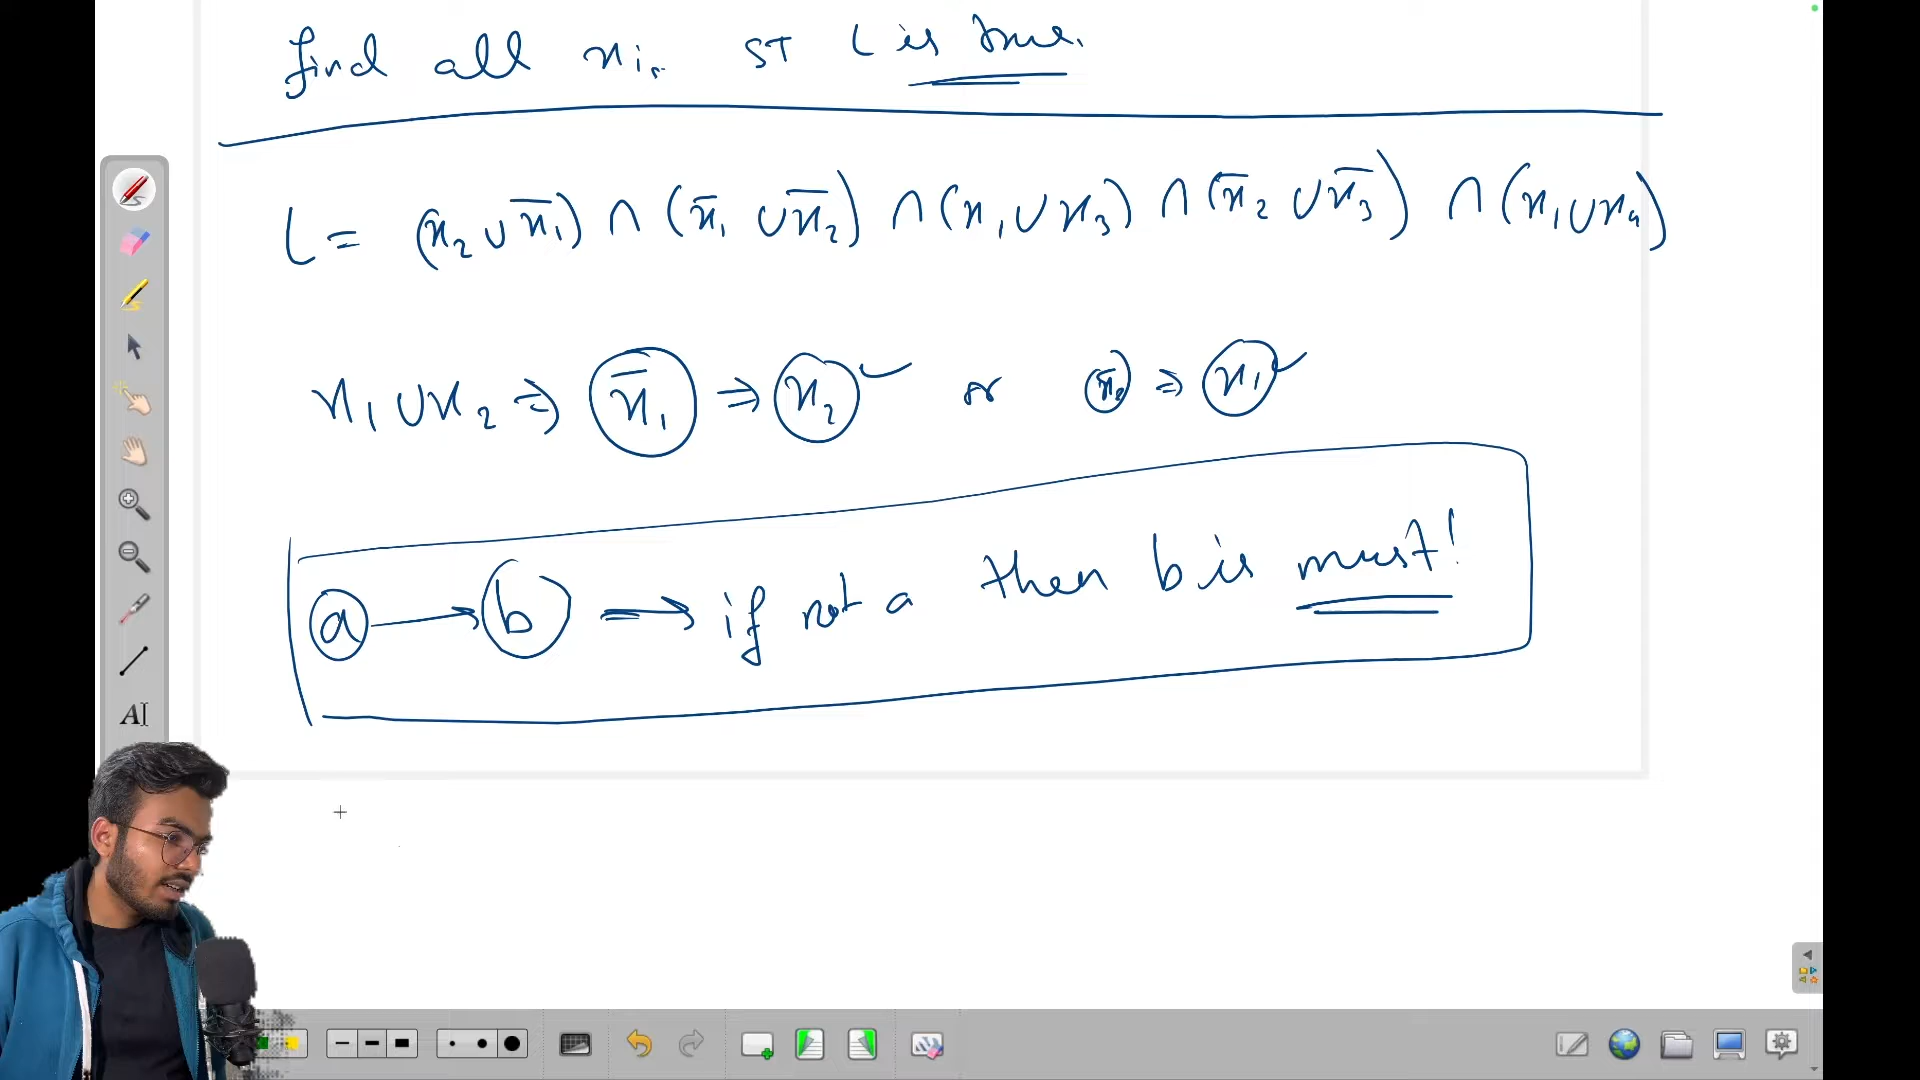 find all xi, ST L is true.
L = (x₂ ∪ x̅₁) ∩ (x̅₁ ∪ x̅₂) ∩ (x₁ ∪ x₃) ∩ (x̅₂ ∪ x̅₃) ∩ (x₁ ∪ x₄)
x₁ ∪ x₂ ⇒ x̅₁ ⇒ x₂ ✓ or x̅₂ ⇒ x₁ ✓
a → b → if not a then b is must!
AI